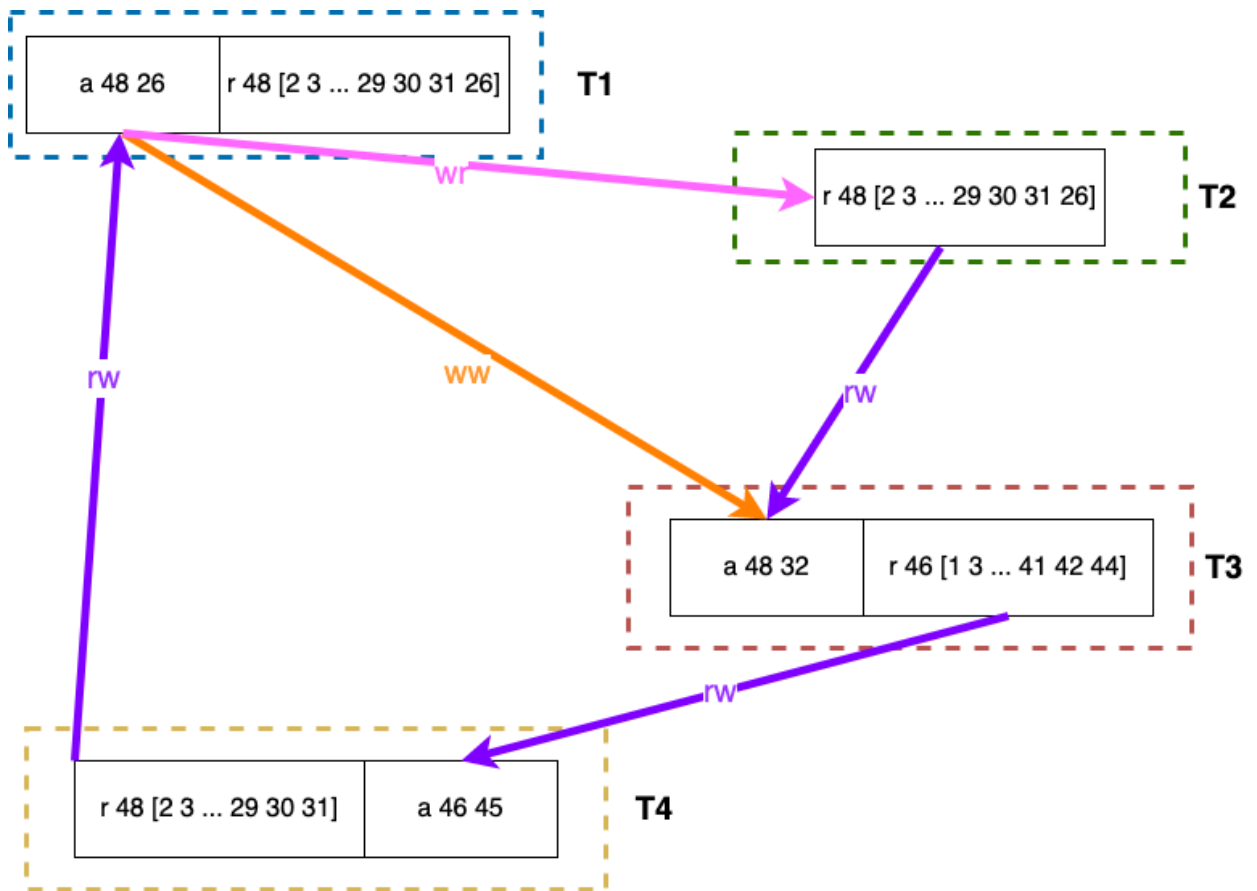 a 48 26
r 48 [2 3 ... 29 30 31 26]
T1
wr
r 48 [2 3 ... 29 30 31 26]
T2
rw
ww
rw
a 48 32
r 46 [1 3 ... 41 42 44]
T3
rw
r 48 [2 3 ... 29 30 31]
a 46 45
T4